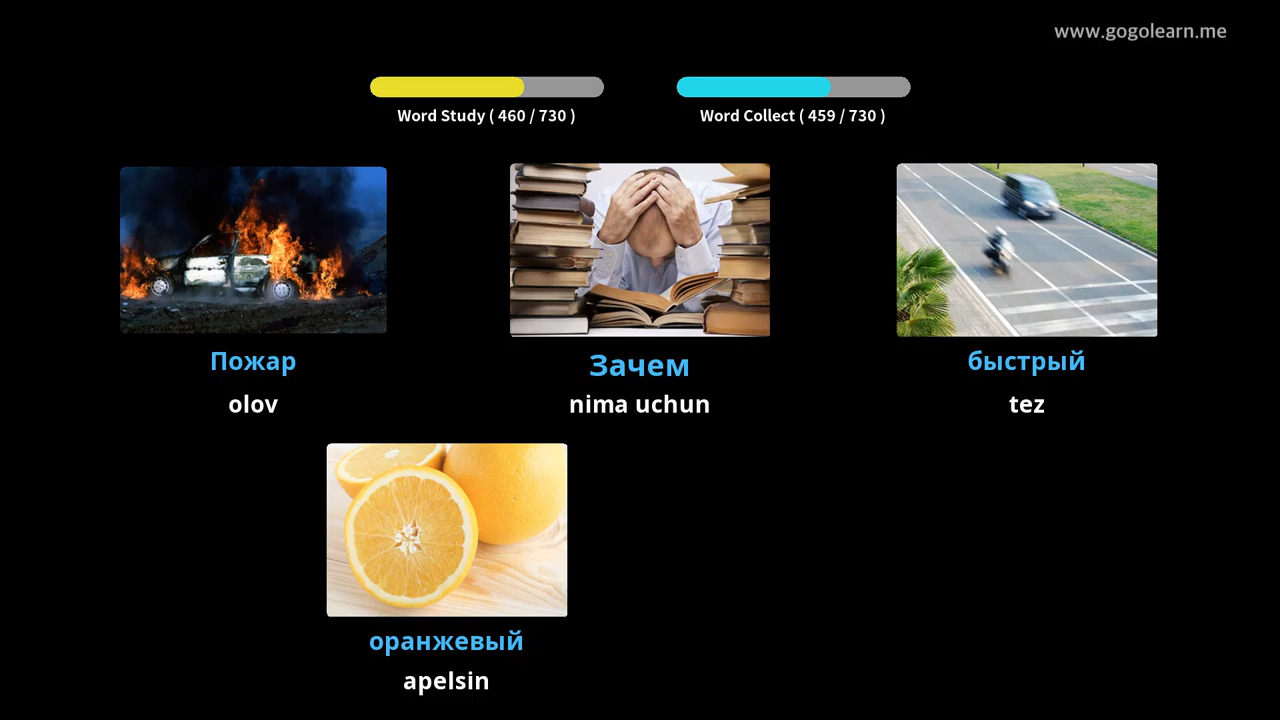 www.gogolearn.me
Word Study ( 460 / 730 )
Word Collect ( 459 / 730 )
Пожар
olov
Зачем
nima uchun
быстрый
tez
оранжевый
apelsin